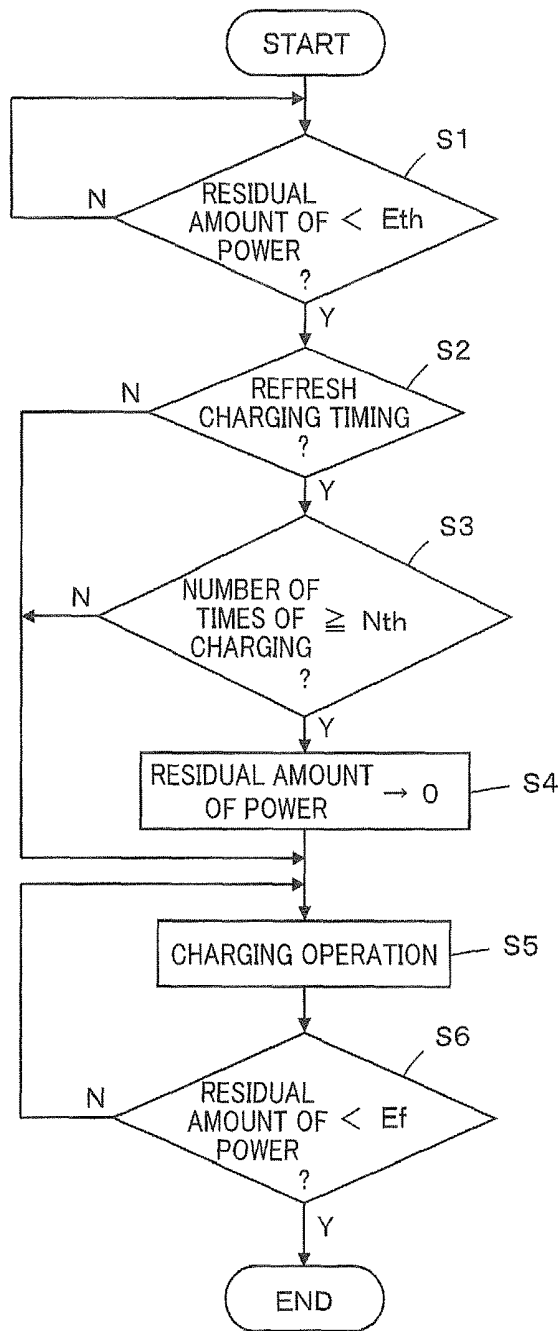 START
S1
N
RESIDUAL
AMOUNT OF < Eth
POWER
?
Y
S2
N
REFRESH
CHARGING TIMING
?
Y
S3
N
NUMBER OF
TIMES OF ≧ Nth
CHARGING
?
Y
RESIDUAL AMOUNT
OF POWER → 0
S4
CHARGING OPERATION
S5
S6
N
RESIDUAL
AMOUNT OF < Ef
POWER
?
Y
END